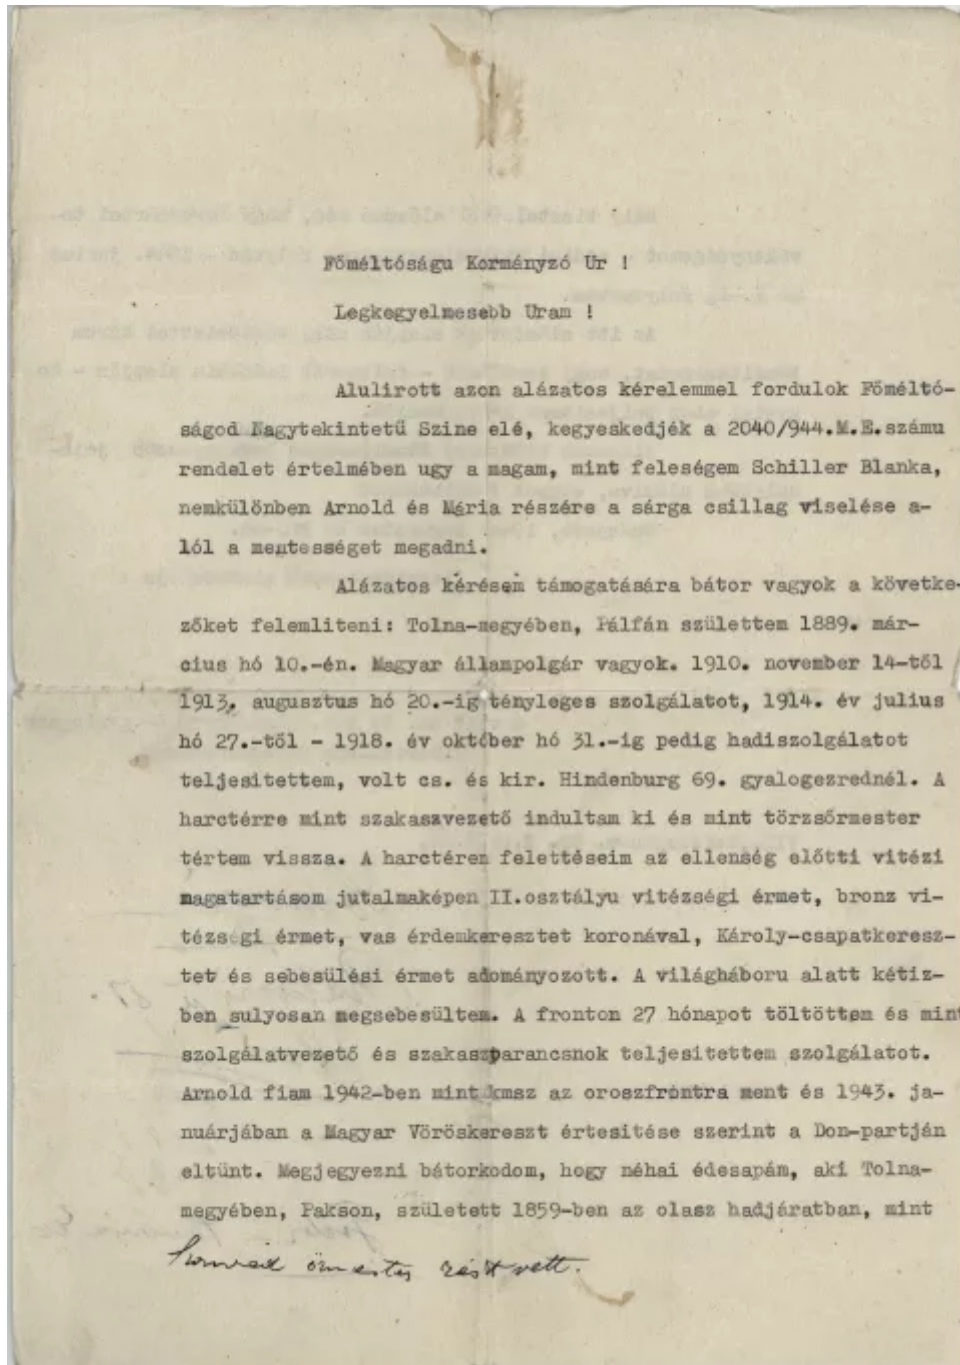 Főméltóságu Kormányzó Ur !
Legkegyelmesebb Uram !
Alulirott azon alázatos kérelemmel fordulok Főméltó-
ságod Nagytekintetű Szine elé, kegyeskedjék a 2040/944.M.E.számu
rendelet értelmében ugy a magam, mint feleségem Schiller Blanka,
nemkülönben Arnold és Mária részére a sárga csillag viselése a-
lól a mentességet megadni.
Alázatos kérésem támogatására bátor vagyok a követke-
zőket felemliteni: Tolna-megyében, Pálfán születtem 1889. már-
cius hó 10.-én. Magyar állampolgár vagyok. 1910. november 14-től
1913. augusztus hó 20.-ig tényleges szolgálatot, 1914. év julius
hó 27.-től - 1918. év október hó 31.-ig pedig hadiszolgálatot
teljesitettem, volt cs. és kir. Hindenburg 69. gyalogezrednél. A
harctérre mint szakaszvezető indultam ki és mint törzsőrmester
tértem vissza. A harctéren felettéseim az ellenség előtti vitézi
magatartásom jutalmaképen II.osztályu vitézségi érmet, bronz vi-
tézségi érmet, vas érdemkeresztet koronával, Károly-csapatkeresz-
tet és sebesülési érmet adományozott. A világháboru alatt kétiz-
ben sulyosan megsebesültem. A fronton 27 hónapot töltöttem és mint
szolgálatvezető és szakaszparancsnok teljesitettem szolgálatot.
Arnold fiam 1942-ben mint kmsz az oroszfrontra ment és 1943. ja-
nuárjában a Magyar Vöröskereszt értesitése szerint a Don-partján
eltünt. Megjegyezni bátorkodom, hogy néhai édesapám, aki Tolna-
megyében, Pakson, született 1859-ben az olasz hadjáratban, mint
részt vett.